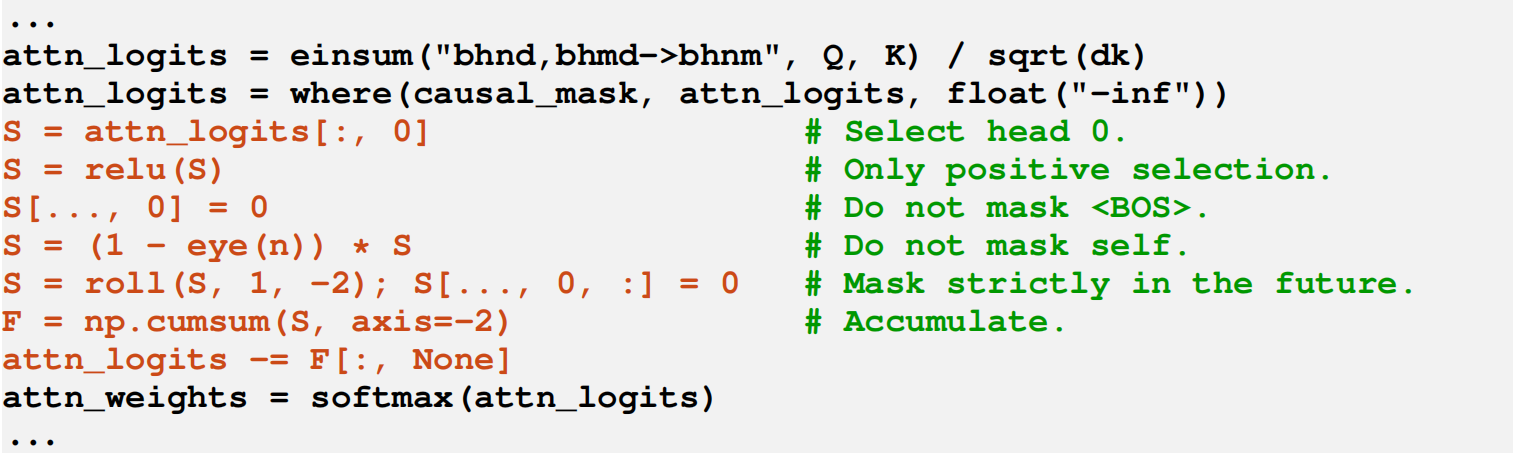 ...
attn_logits = einsum("bhnd,bhmd->bhnm", Q, K) / sqrt(dk)
attn_logits = where(causal_mask, attn_logits, float("-inf"))
S = attn_logits[:, 0] # Select head 0.
S = relu(S) # Only positive selection.
S[..., 0] = 0 # Do not mask <BOS>.
S = (1 - eye(n)) * S # Do not mask self.
S = roll(S, 1, -2); S[..., 0, :] = 0 # Mask strictly in the future.
F = np.cumsum(S, axis=-2) # Accumulate.
attn_logits -= F[:, None]
attn_weights = softmax(attn_logits)
...